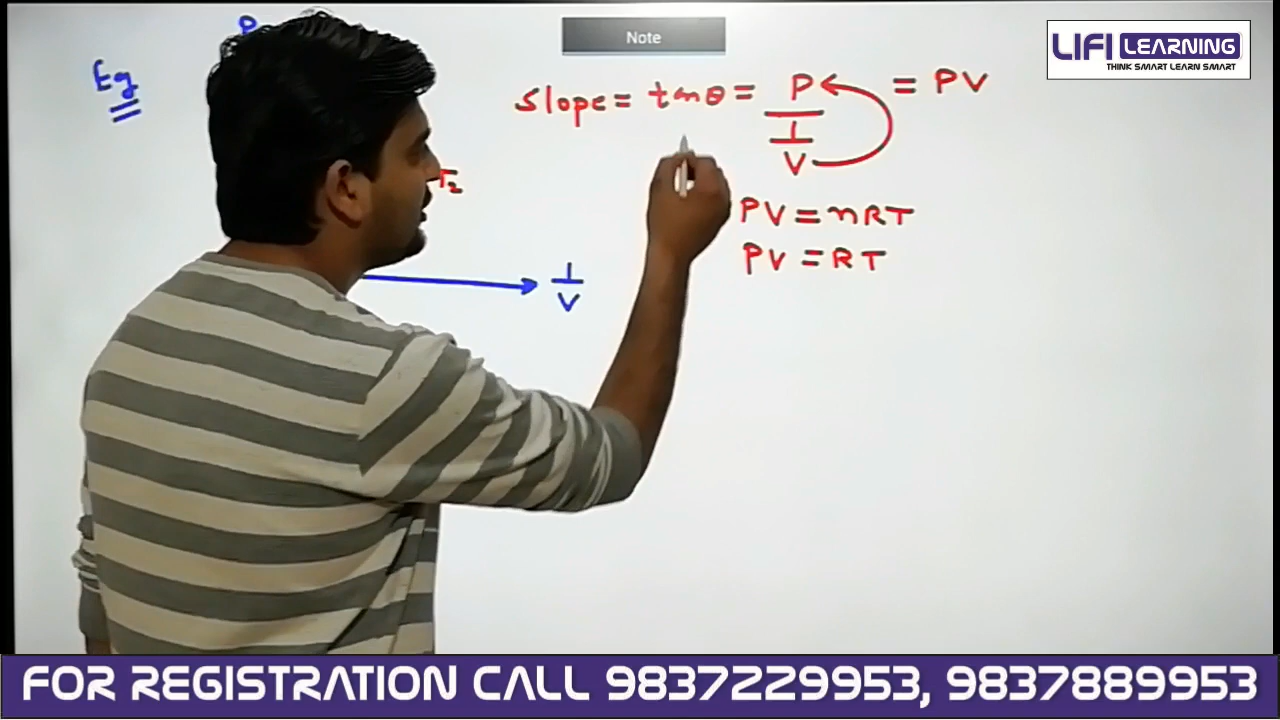 Note
LIFI LEARNING
THINK SMART LEARN SMART
Eg
P
Slope = tanθ = P / (1/V) = PV
T₂
PV = nRT
PV = RT
1/V
FOR REGISTRATION CALL 9837229953, 9837889953